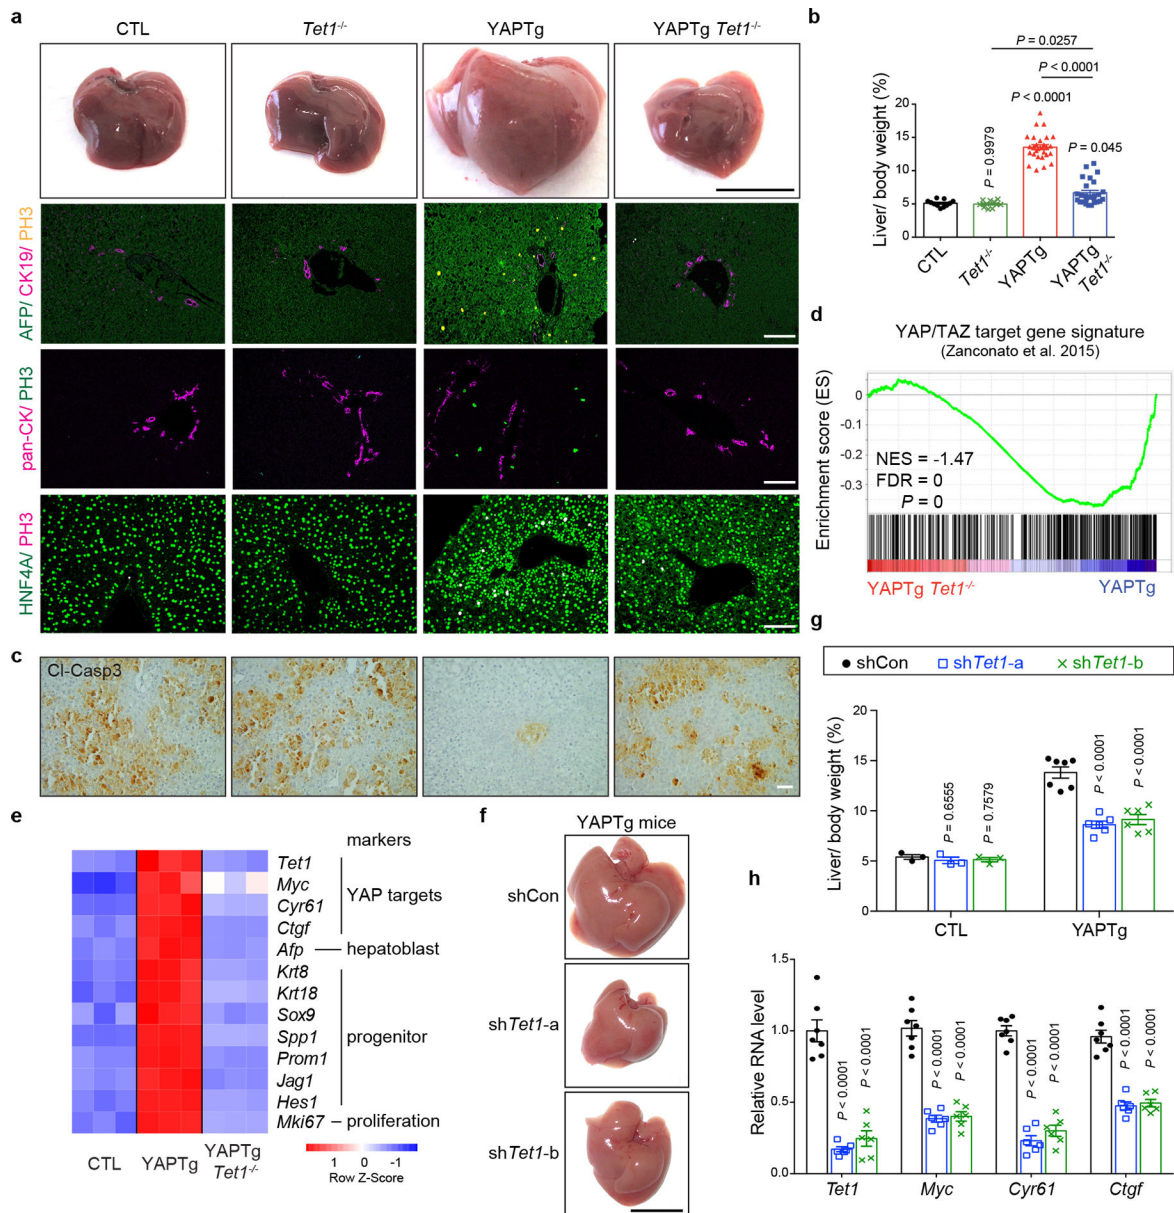 a
CTL
Tet1-/-
YAPTg
YAPTg Tet1-/-
AFP/ CK19/ PH3
pan-CK/ PH3
HNF4A/ PH3
b
P = 0.0257
P < 0.0001
P < 0.0001
P = 0.9979
P = 0.045
Liver/ body weight (%)
20
15
10
5
0
CTL
Tet1-/-
YAPTg
YAPTg
Tet1-/-
c
Cl-Casp3
d
YAP/TAZ target gene signature
(Zanconato et al. 2015)
Enrichment score (ES)
0
-0.1
-0.2
-0.3
NES = -1.47
FDR = 0
P = 0
YAPTg Tet1-/-
YAPTg
e
markers
Tet1
Myc
Cyr61
Ctgf
YAP targets
Afp
hepatoblast
Krt8
Krt18
Sox9
Spp1
Prom1
Jag1
Hes1
progenitor
Mki67
proliferation
CTL
YAPTg
YAPTg
Tet1-/-
1 0 -1
Row Z-Score
f
YAPTg mice
shCon
shTet1-a
shTet1-b
g
shCon
shTet1-a
shTet1-b
Liver/ body weight (%)
20
15
10
5
0
P = 0.6555
P = 0.7579
P < 0.0001
P < 0.0001
CTL
YAPTg
h
Relative RNA level
1.5
1.0
0.5
0.0
P < 0.0001
P < 0.0001
P < 0.0001
P < 0.0001
P < 0.0001
P < 0.0001
P < 0.0001
P < 0.0001
Tet1
Myc
Cyr61
Ctgf